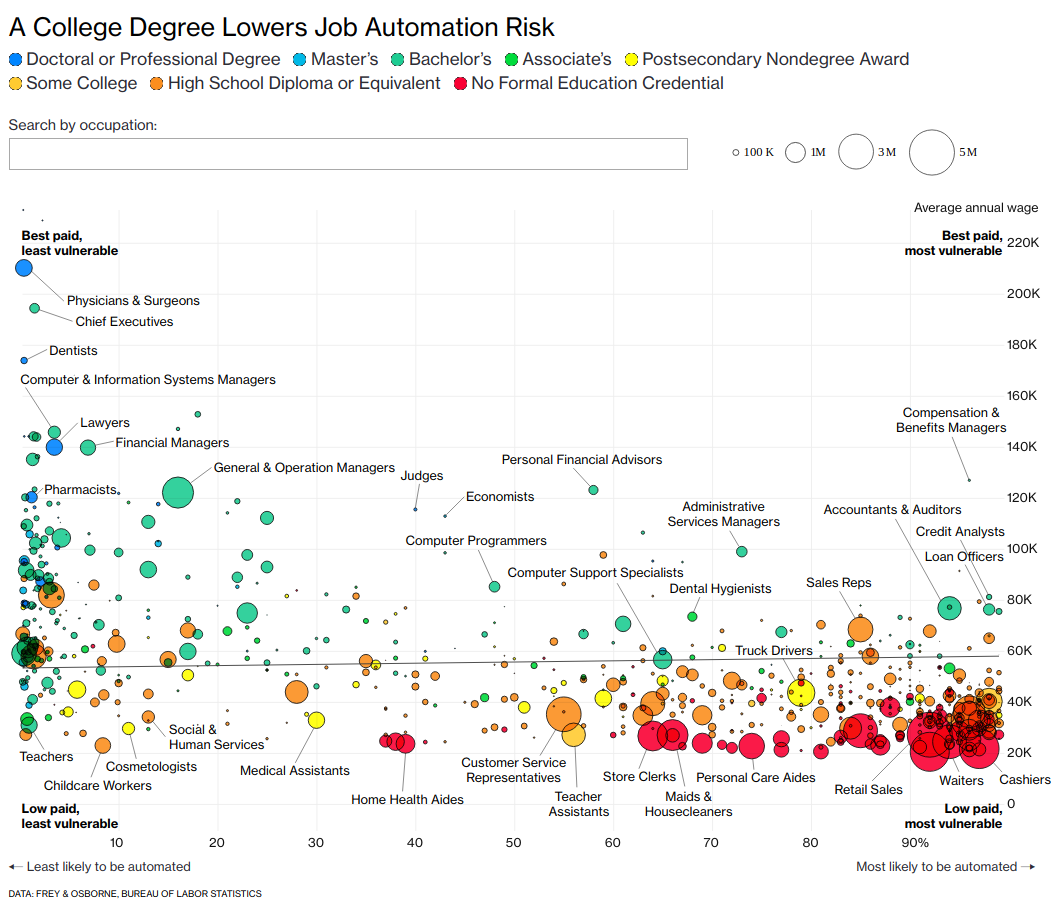 A College Degree Lowers Job Automation Risk
Doctoral or Professional Degree Master's Bachelor's Associate's Postsecondary Nondegree Award
Some College High School Diploma or Equivalent No Formal Education Credential
Search by occupation:
100 K 1M 3 M 5 M
Average annual wage
Best paid,
least vulnerable
Best paid,
most vulnerable
220K
Physicians & Surgeons
200K
Chief Executives
Dentists
180K
Computer & Information Systems Managers
160K
Lawyers
Compensation &
Benefits Managers
Financial Managers
140K
General & Operation Managers
Personal Financial Advisors
Judges
Pharmacists
Economists
120K
Administrative
Services Managers
Accountants & Auditors
Computer Programmers
Credit Analysts
100K
Loan Officers
Computer Support Specialists
Dental Hygienists
Sales Reps
80K
Truck Drivers
60K
40K
Social &
Human Services
Teachers
Cosmetologists
Medical Assistants
Customer Service
Representatives
20K
Childcare Workers
Home Health Aides
Teacher
Assistants
Store Clerks
Maids &
Housecleaners
Personal Care Aides
Retail Sales
Waiters
Cashiers
0
Low paid,
least vulnerable
Low paid,
most vulnerable
10 20 30 40 50 60 70 80 90%
← Least likely to be automated
Most likely to be automated →
DATA: FREY & OSBORNE, BUREAU OF LABOR STATISTICS